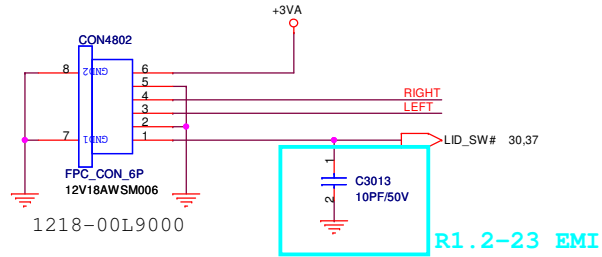 +3VA
CON4802
8 GND2 6
5
4 RIGHT
3 LEFT
2
7 GND1 1 LID_SW# 30,37
FPC_CON_6P
12V18AWSM006
1218-00L9000
1
C3013
10PF/50V
2
R1.2-23 EMI